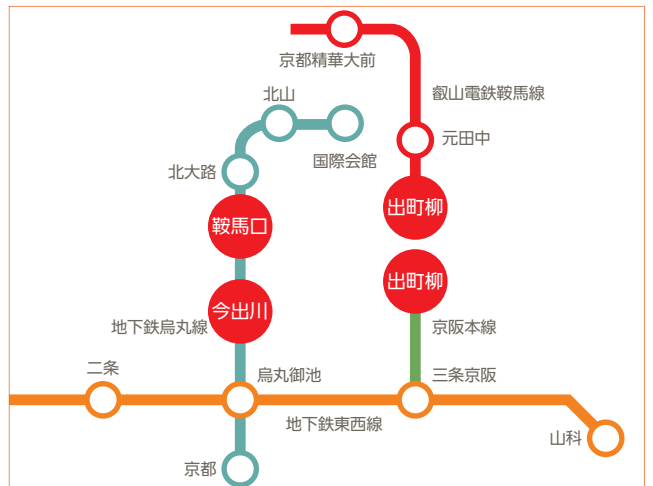 京都精華大前
北山
叡山電鉄鞍馬線
元田中
国際会館
北大路
出町柳
鞍馬口
出町柳
今出川
地下鉄烏丸線
京阪本線
二条
烏丸御池
三条京阪
地下鉄東西線
山科
京都